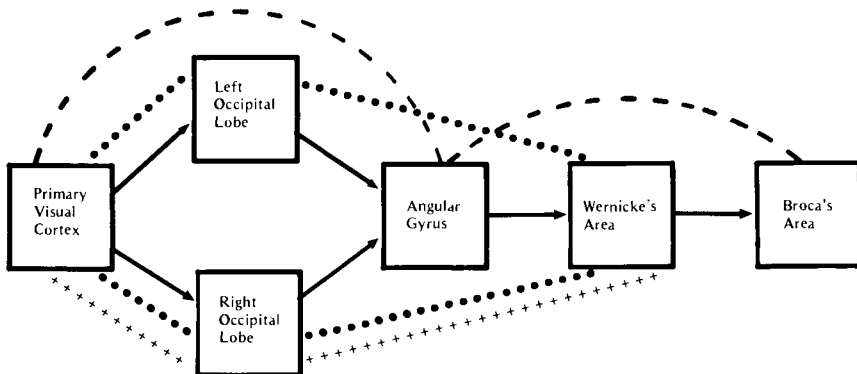 Left
Occipital
Lobe
Primary
Visual
Cortex
Angular
Gyrus
Wernicke's
Area
Broca's
Area
Right
Occipital
Lobe